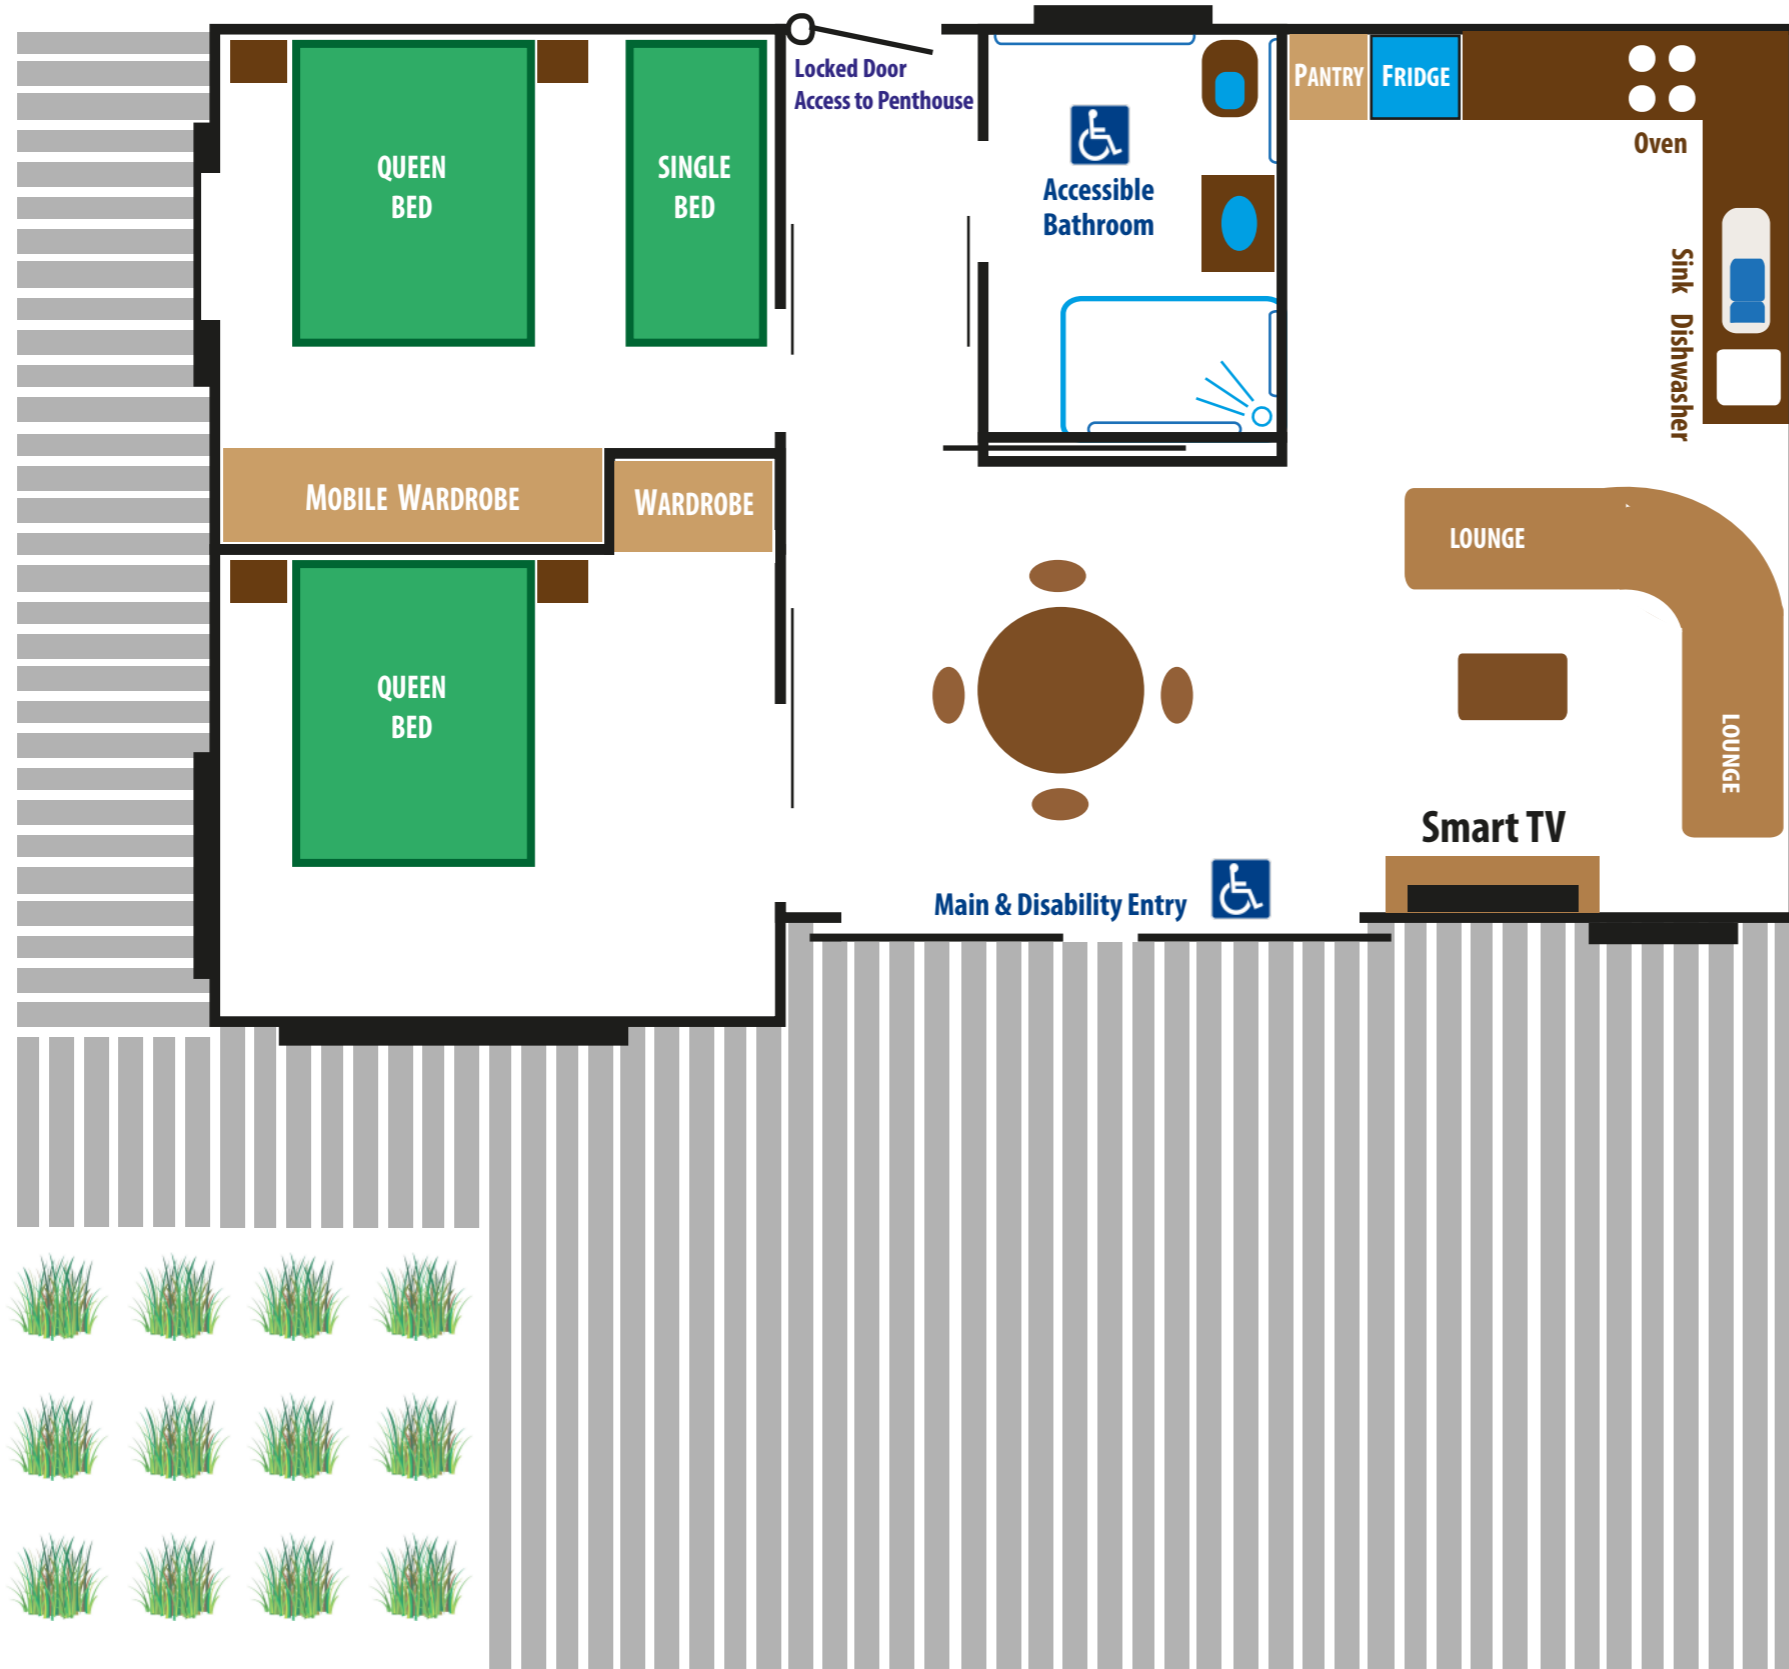 Locked Door
Access to Penthouse
QUEEN
BED
SINGLE
BED
Accessible
Bathroom
PANTRY
FRIDGE
Oven
Sink Dishwasher
MOBILE WARDROBE
WARDROBE
LOUNGE
QUEEN
BED
LOUNGE
Smart TV
Main & Disability Entry